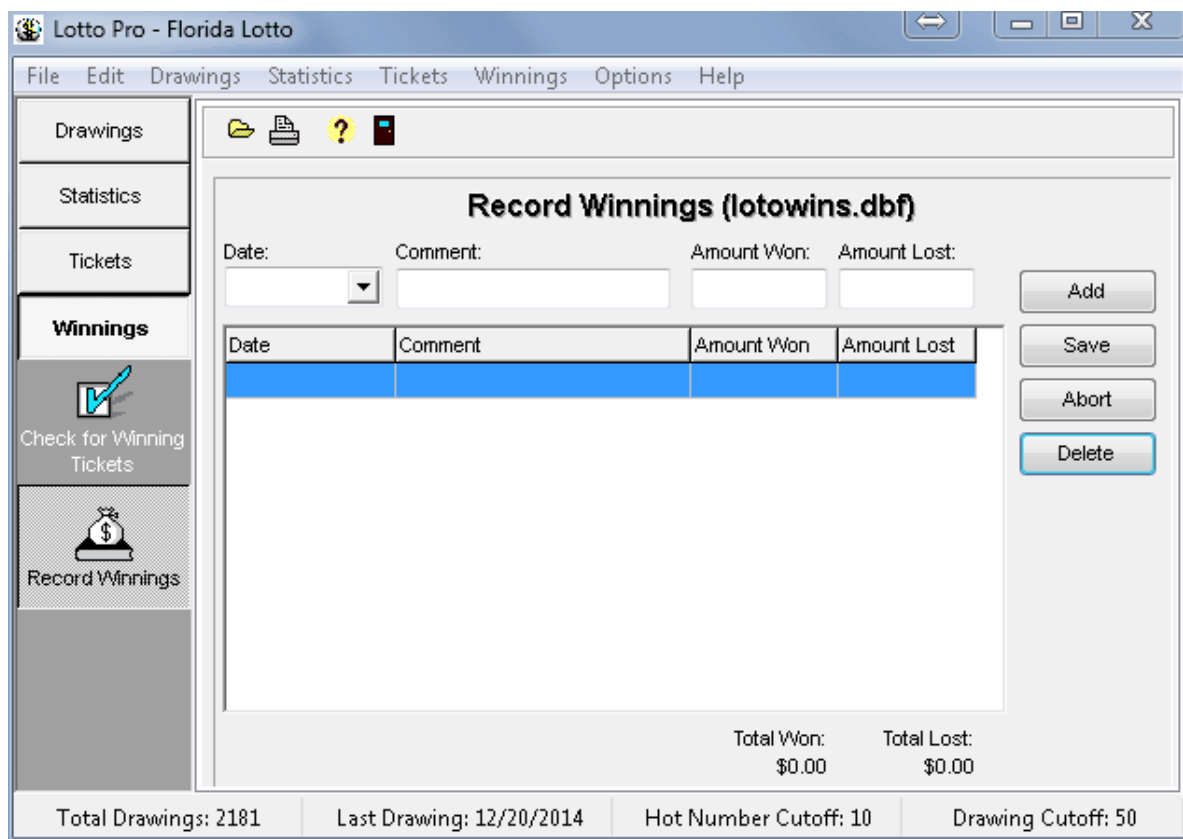 Lotto Pro - Florida Lotto
File Edit Drawings Statistics Tickets Winnings Options Help
Drawings
Statistics
Tickets
Winnings
Check for Winning
Tickets
Record Winnings
Record Winnings (lotowins.dbf)
Date: Comment: Amount Won: Amount Lost:
Date Comment Amount Won Amount Lost
Add
Save
Abort
Delete
Total Won: Total Lost:
$0.00 $0.00
Total Drawings: 2181 Last Drawing: 12/20/2014 Hot Number Cutoff: 10 Drawing Cutoff: 50